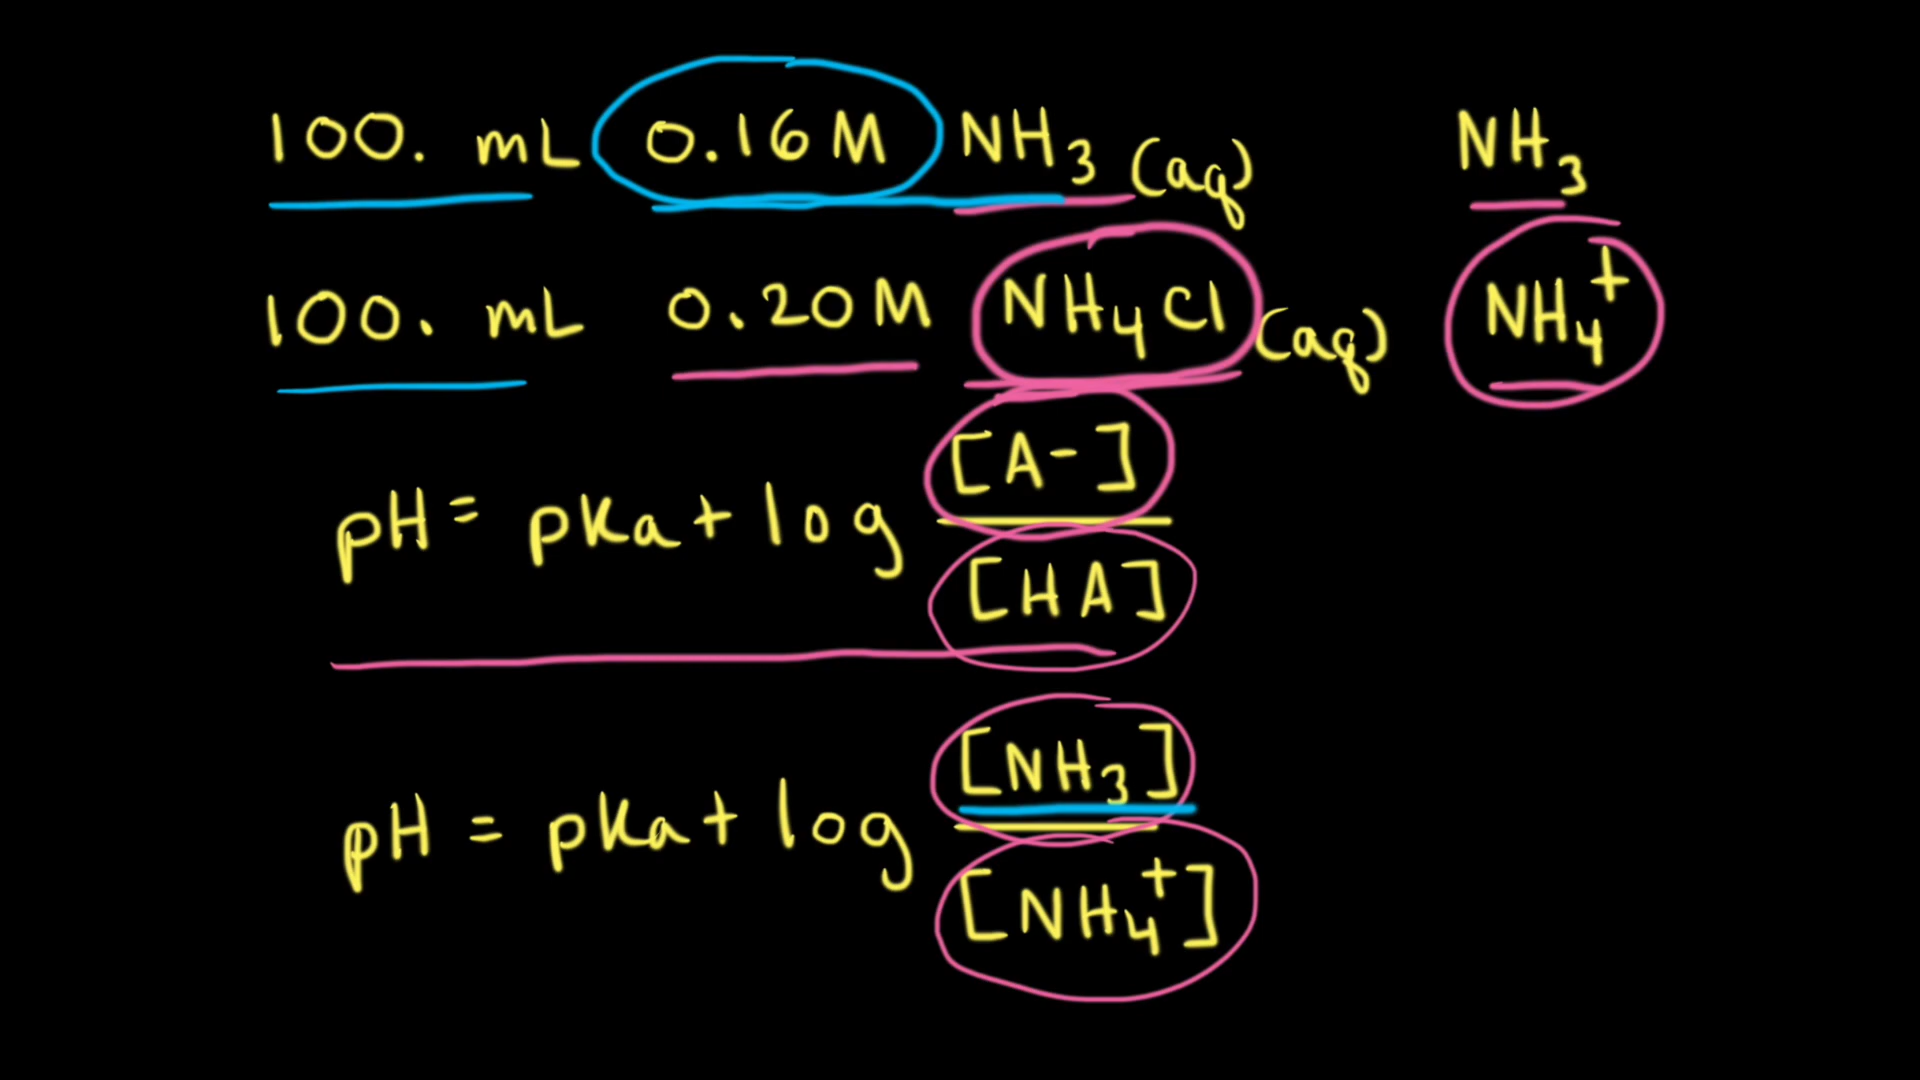 100. mL 0.16 M NH₃ (aq) NH₃
100. mL 0.20 M NH₄Cl (aq) NH₄⁺
pH = pKa + log [A-] / [HA]
pH = pKa + log [NH₃] / [NH₄⁺]